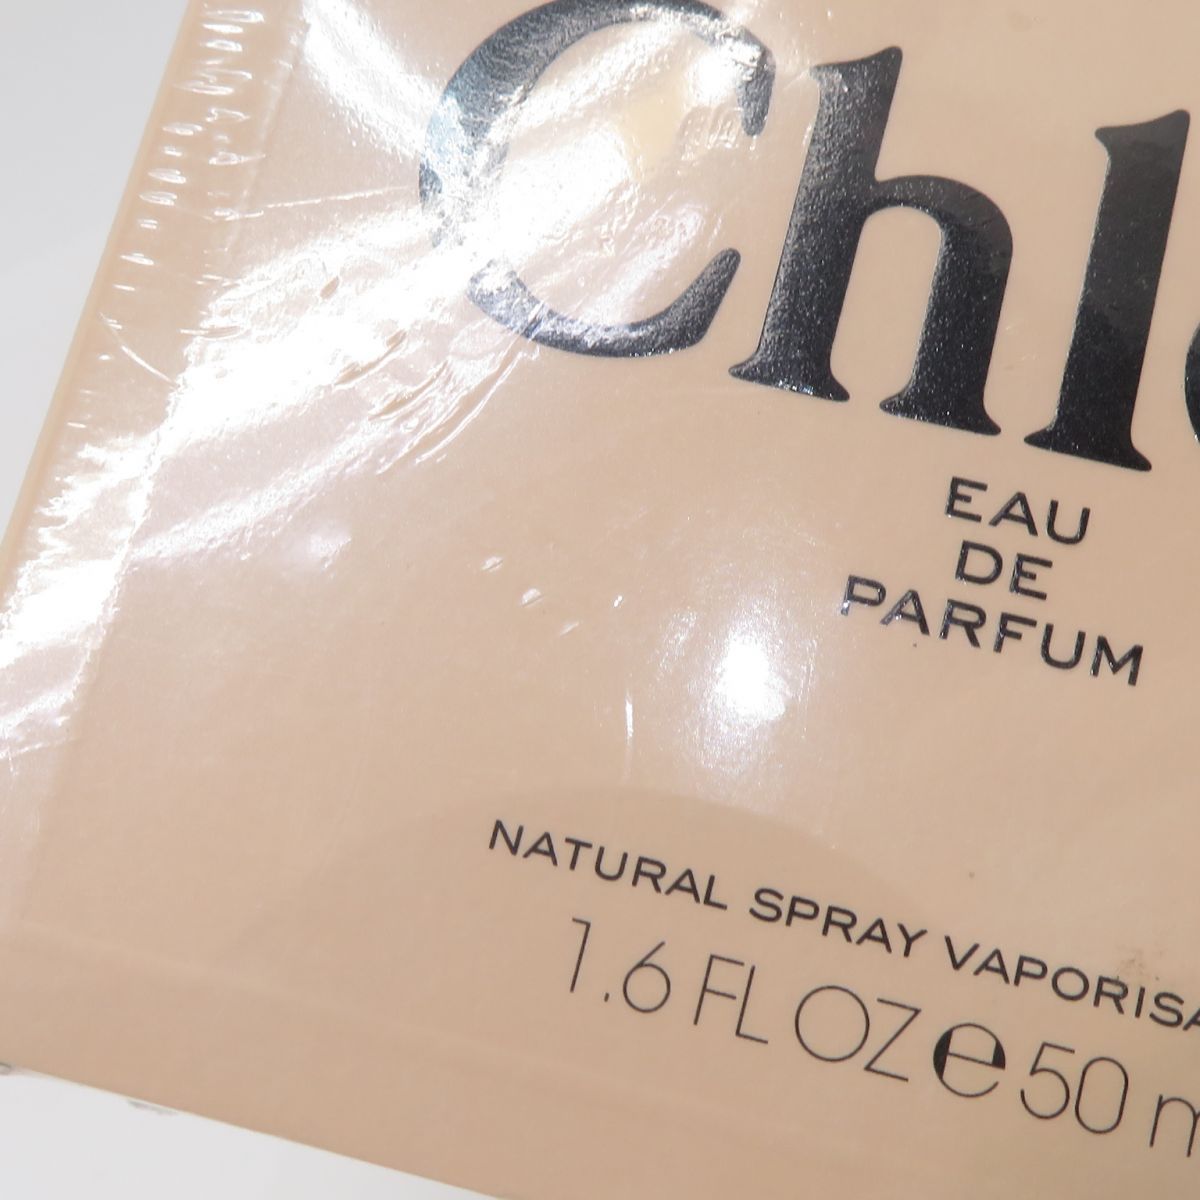 Chl
EAU
DE
PARFUM
NATURAL SPRAY VAPORISA
1.6 FL OZ e 50 m